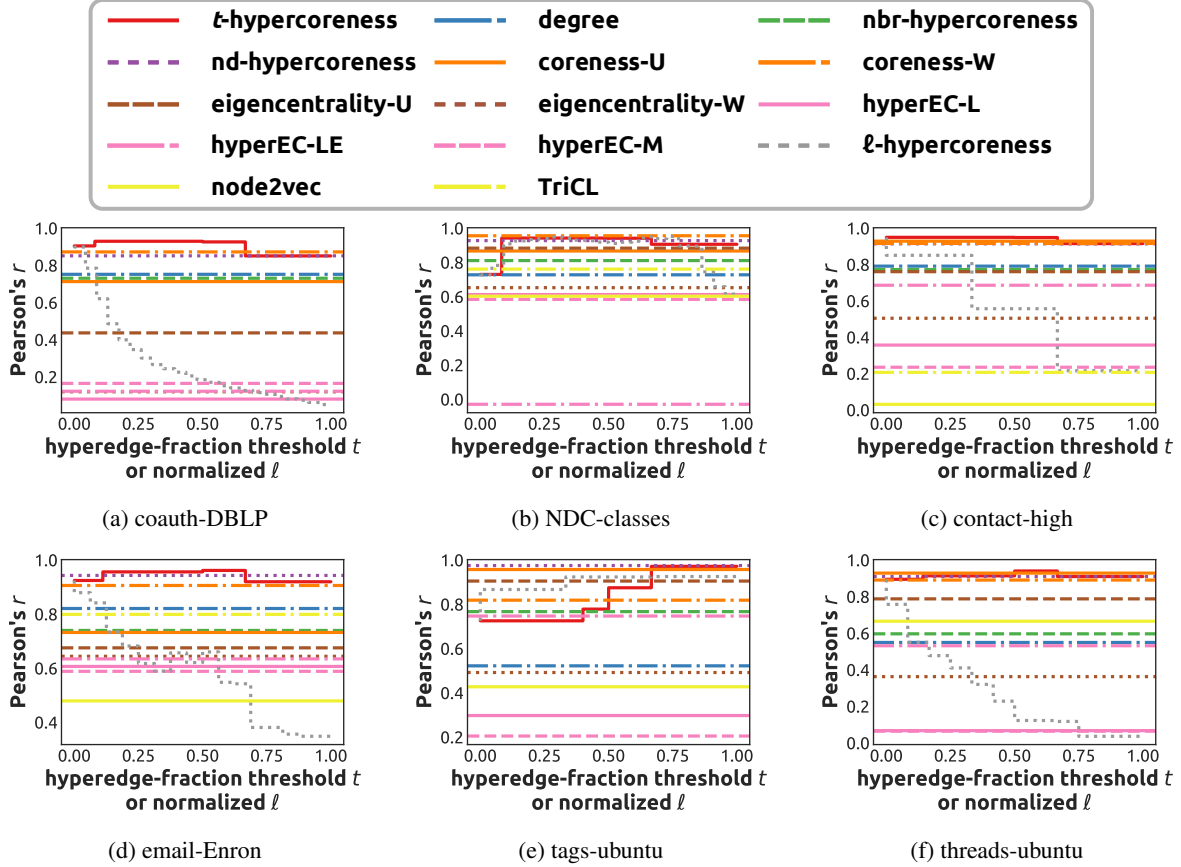 t-hypercoreness degree nbr-hypercoreness
nd-hypercoreness coreness-U coreness-W
eigencentrality-U eigencentrality-W hyperEC-L
hyperEC-LE hyperEC-M ℓ-hypercoreness
node2vec TriCL
Pearson's r
1.0
0.8
0.6
0.4
0.2
0.00 0.25 0.50 0.75 1.00
hyperedge-fraction threshold t
or normalized ℓ
(a) coauth-DBLP
Pearson's r
1.0
0.8
0.6
0.4
0.2
0.0
0.00 0.25 0.50 0.75 1.00
hyperedge-fraction threshold t
or normalized ℓ
(b) NDC-classes
Pearson's r
1.0
0.8
0.6
0.4
0.2
0.0
0.00 0.25 0.50 0.75 1.00
hyperedge-fraction threshold t
or normalized ℓ
(c) contact-high
Pearson's r
1.0
0.8
0.6
0.4
0.00 0.25 0.50 0.75 1.00
hyperedge-fraction threshold t
or normalized ℓ
(d) email-Enron
Pearson's r
1.0
0.8
0.6
0.4
0.2
0.00 0.25 0.50 0.75 1.00
hyperedge-fraction threshold t
or normalized ℓ
(e) tags-ubuntu
Pearson's r
1.0
0.8
0.6
0.4
0.2
0.0
0.00 0.25 0.50 0.75 1.00
hyperedge-fraction threshold t
or normalized ℓ
(f) threads-ubuntu